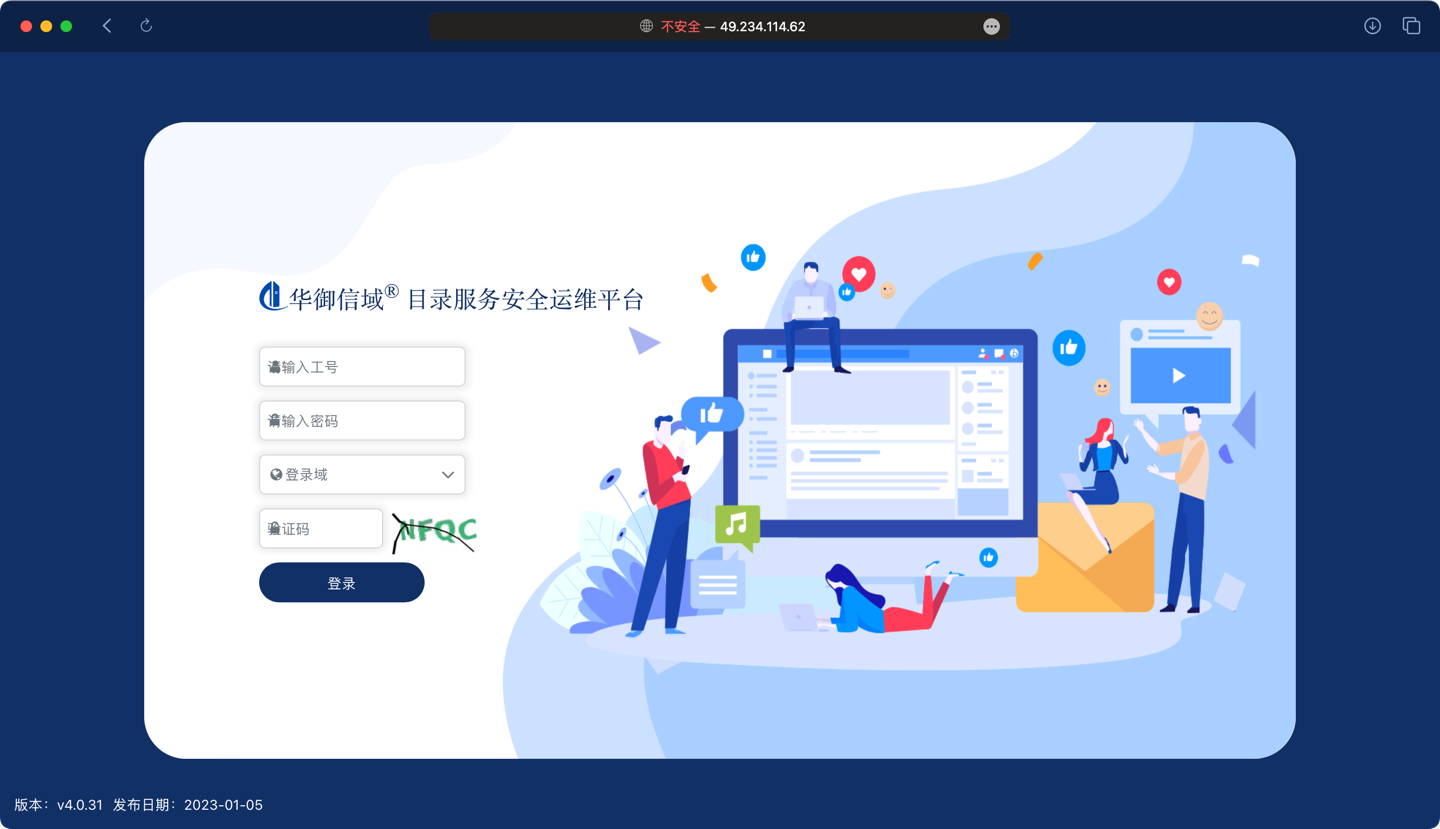 不安全 — 49.234.114.62
华御信域® 目录服务安全运维平台
请输入工号
请输入密码
登录域
验证码
NFQC
登录
版本：v4.0.31 发布日期：2023-01-05